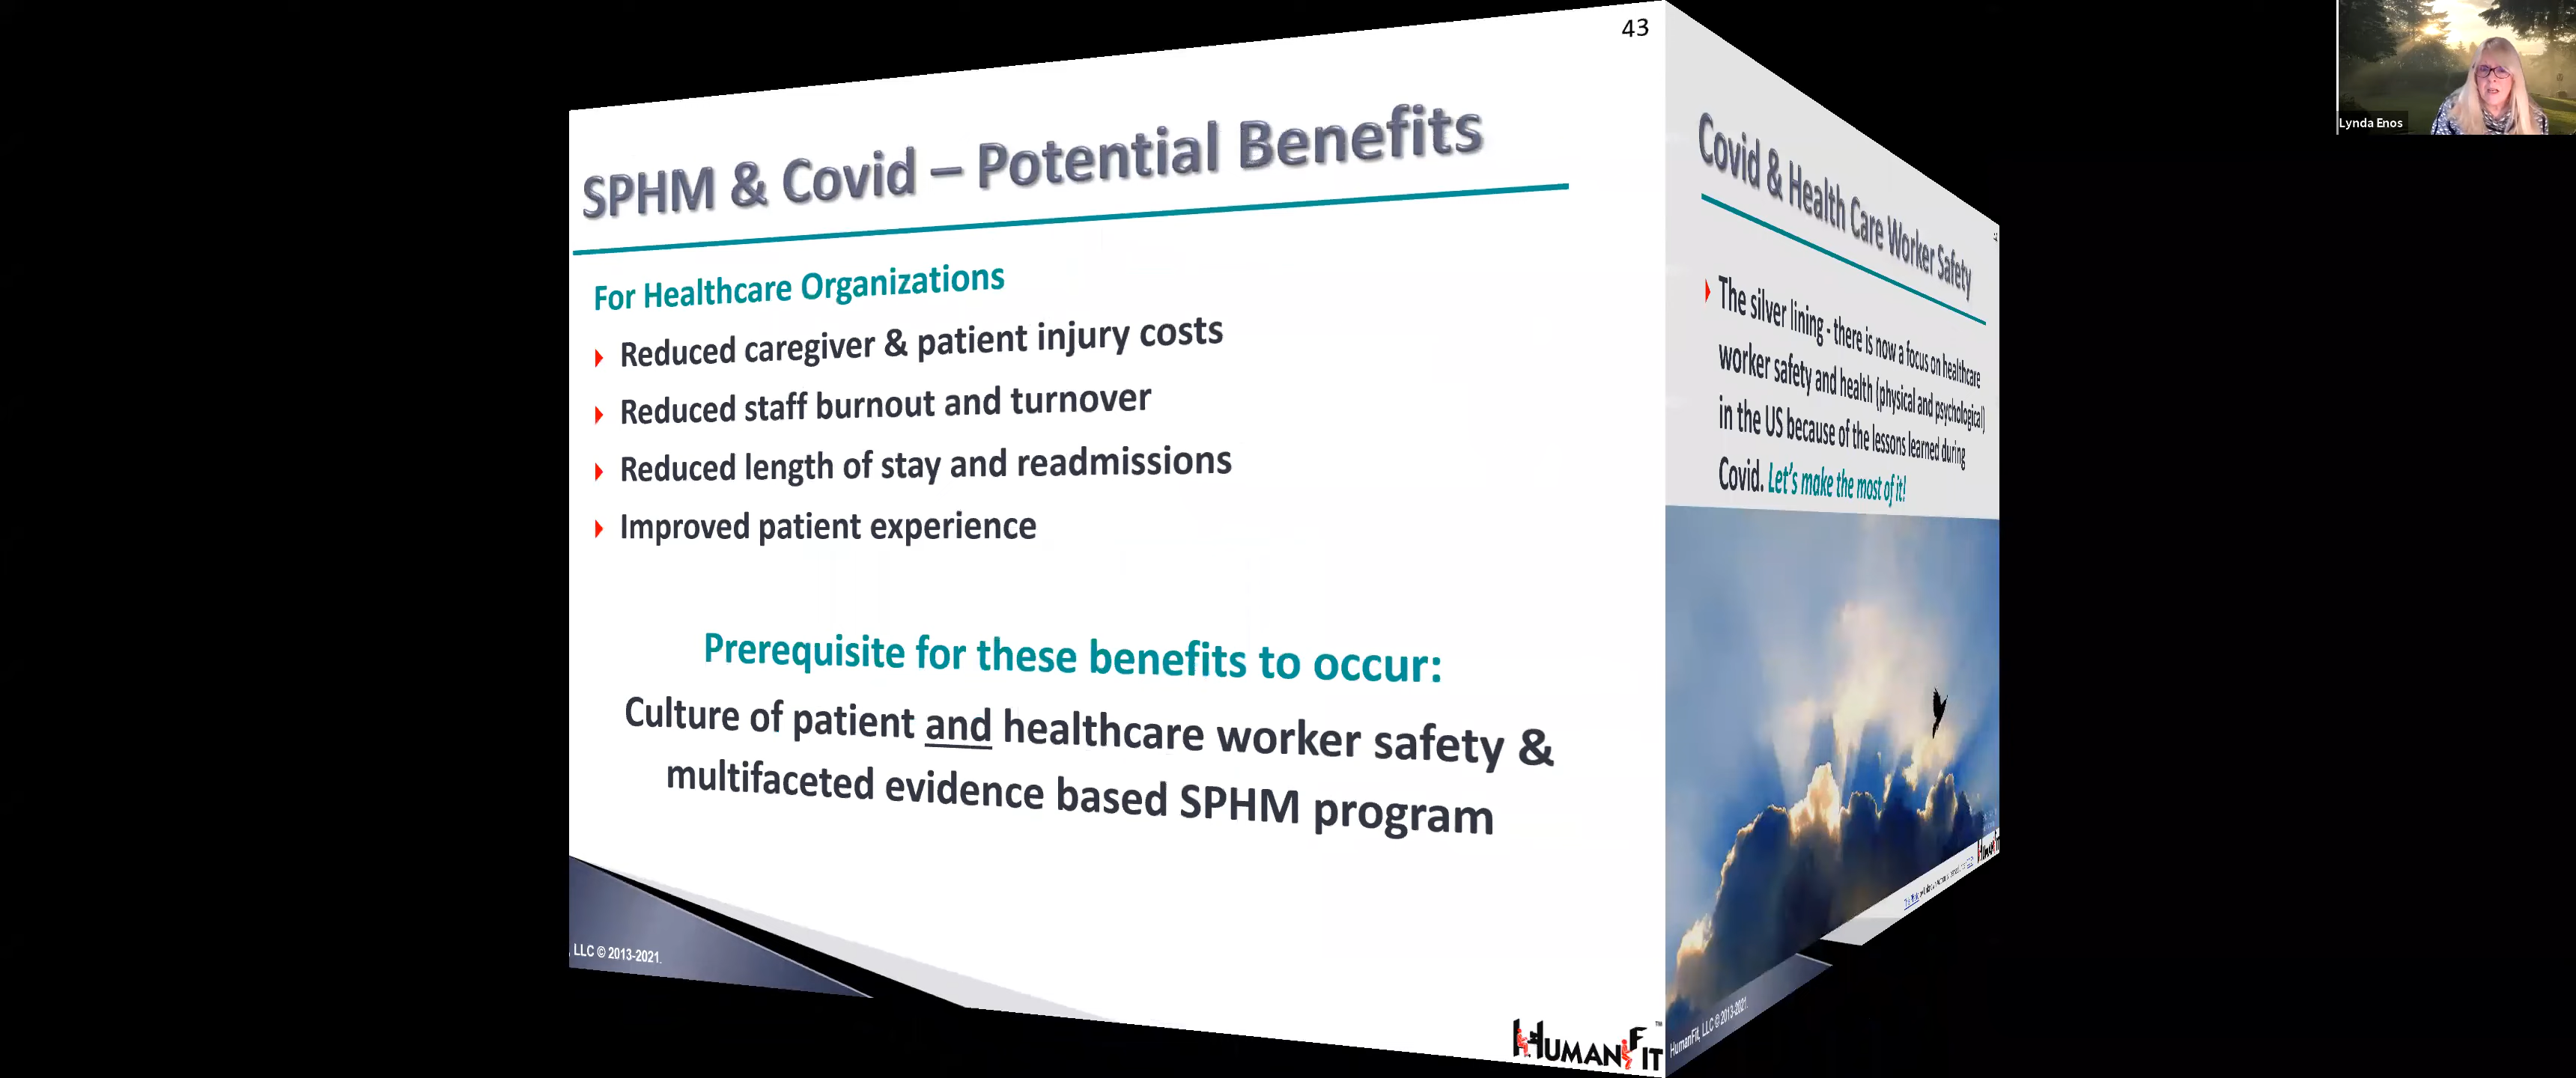 43
SPHM & Covid – Potential Benefits
For Healthcare Organizations
Reduced caregiver & patient injury costs
Reduced staff burnout and turnover
Reduced length of stay and readmissions
Improved patient experience
Prerequisite for these benefits to occur:
Culture of patient and healthcare worker safety &
multifaceted evidence based SPHM program
LLC © 2013-2021.
HUMANFIT™
Covid & Health Care Worker Safety
The silver lining - there is now a focus on healthcare
worker safety and health (physical and psychological)
in the US because of the lessons learned during
Covid. Let's make the most of it!
HumanFit
HumanFit, LLC © 2013-2021.
Lynda Enos